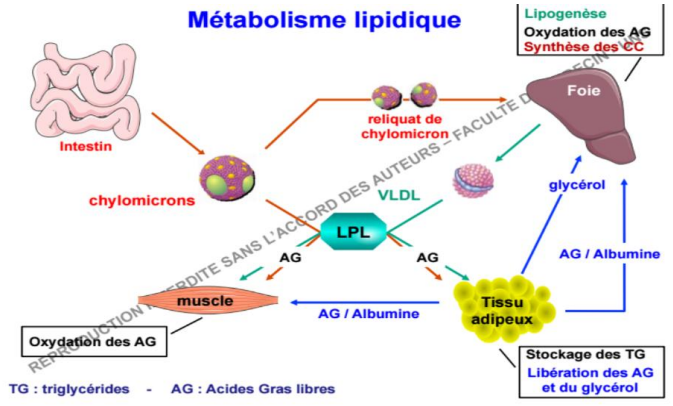 Métabolisme lipidique
Lipogenèse
Oxydation des AG
Synthèse des CC
Foie
Intestin
reliquat de
chylomicron
chylomicrons
VLDL
glycérol
LPL
AG
AG
AG / Albumine
muscle
AG / Albumine
Tissu
adipeux
Oxydation des AG
Stockage des TG
Libération des AG
et du glycérol
TG : triglycérides - AG : Acides Gras libres
REPRODUCTION INTERDITE SANS L'ACCORD DES AUTEURS – FACULTE